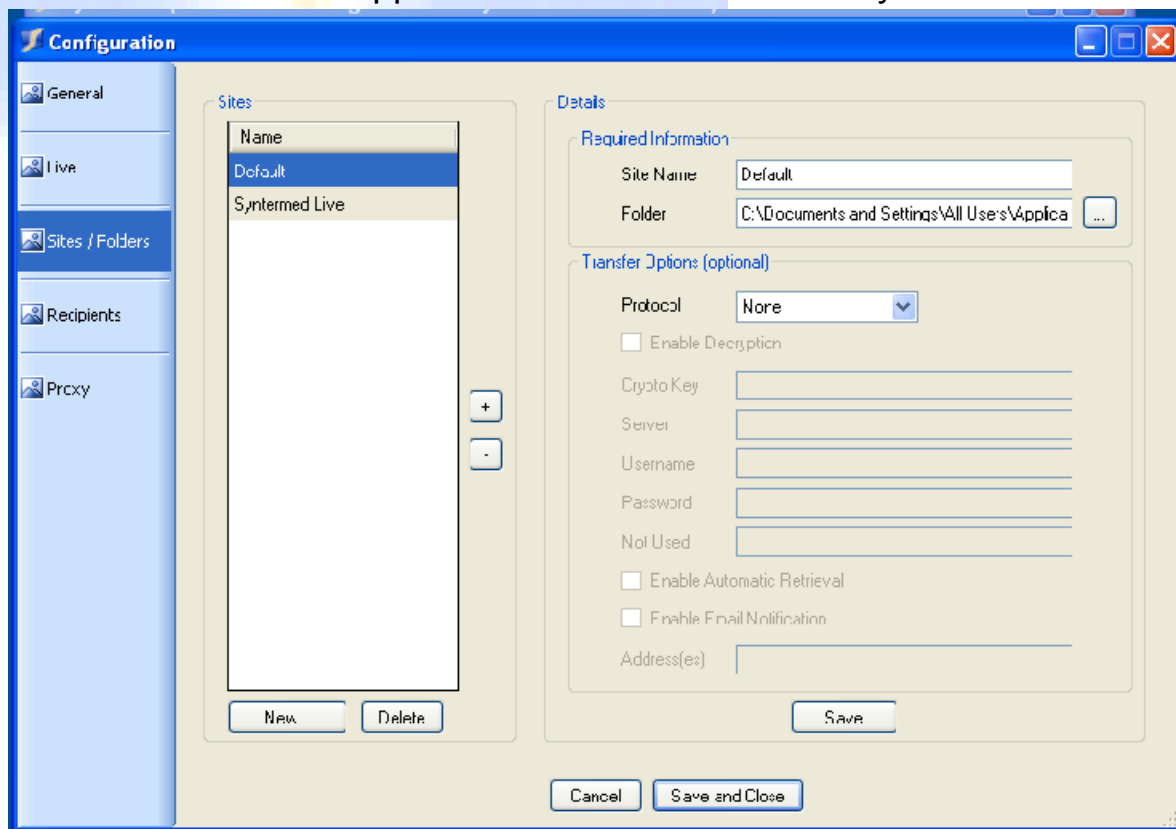 Configuration
General
Live
Sites / Folders
Recipients
Proxy
Sites
Name
Default
Syntermed Live
+
-
New
Delete
Details
Required Information
Site Name
Default
Folder
C:\Documents and Settings\All Users\Applica
...
Transfer Options (optional)
Protocol
None
Enable Decryption
Crypto Key
Server
Username
Password
Not Used
Enable Automatic Retrieval
Enable Email Notification
Address(es)
Save
Cancel
Save and Close